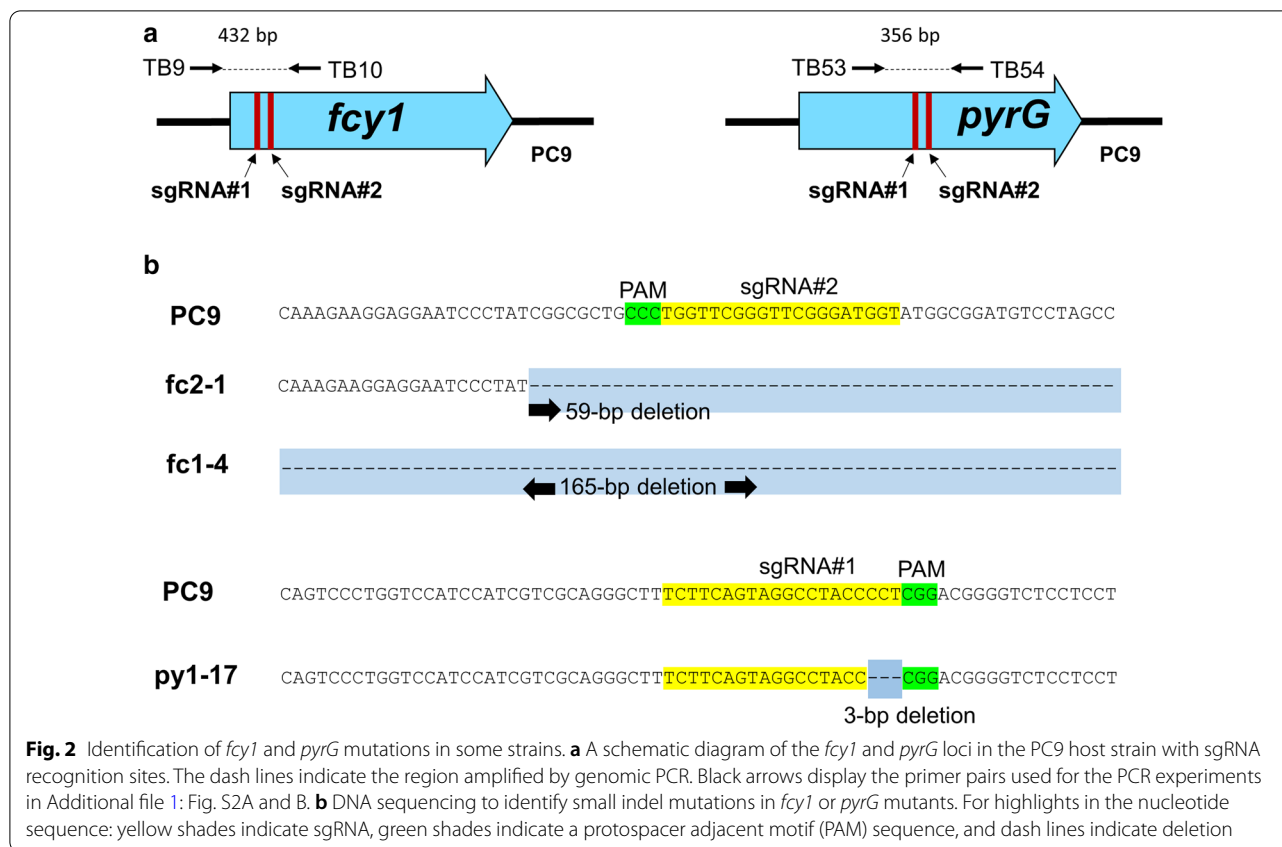 a
432 bp
TB9
TB10
fcy1
PC9
sgRNA#1
sgRNA#2
356 bp
TB53
TB54
pyrG
PC9
sgRNA#1
sgRNA#2
b
PAM
sgRNA#2
PC9
CAAAGAAGGAGGAATCCCTATCGGCGCTGCCCTGGTTCGGGTTCGGGATGGTATGGCGGATGTCCTAGCC
fc2-1
CAAAGAAGGAGGAATCCCTAT-------------------------------------------------
59-bp deletion
fc1-4
----------------------------------------------------------------------
165-bp deletion
sgRNA#1
PAM
PC9
CAGTCCCTGGTCCATCCATCGTCGCAGGGCTTTCTTCAGTAGGCCTACCCCTCGGACGGGGTCTCCTCCT
py1-17
CAGTCCCTGGTCCATCCATCGTCGCAGGGCTTTCTTCAGTAGGCCTACC---CGGACGGGGTCTCCTCCT
3-bp deletion
Fig. 2 Identification of fcy1 and pyrG mutations in some strains. a A schematic diagram of the fcy1 and pyrG loci in the PC9 host strain with sgRNA
recognition sites. The dash lines indicate the region amplified by genomic PCR. Black arrows display the primer pairs used for the PCR experiments
in Additional file 1: Fig. S2A and B. b DNA sequencing to identify small indel mutations in fcy1 or pyrG mutants. For highlights in the nucleotide
sequence: yellow shades indicate sgRNA, green shades indicate a protospacer adjacent motif (PAM) sequence, and dash lines indicate deletion